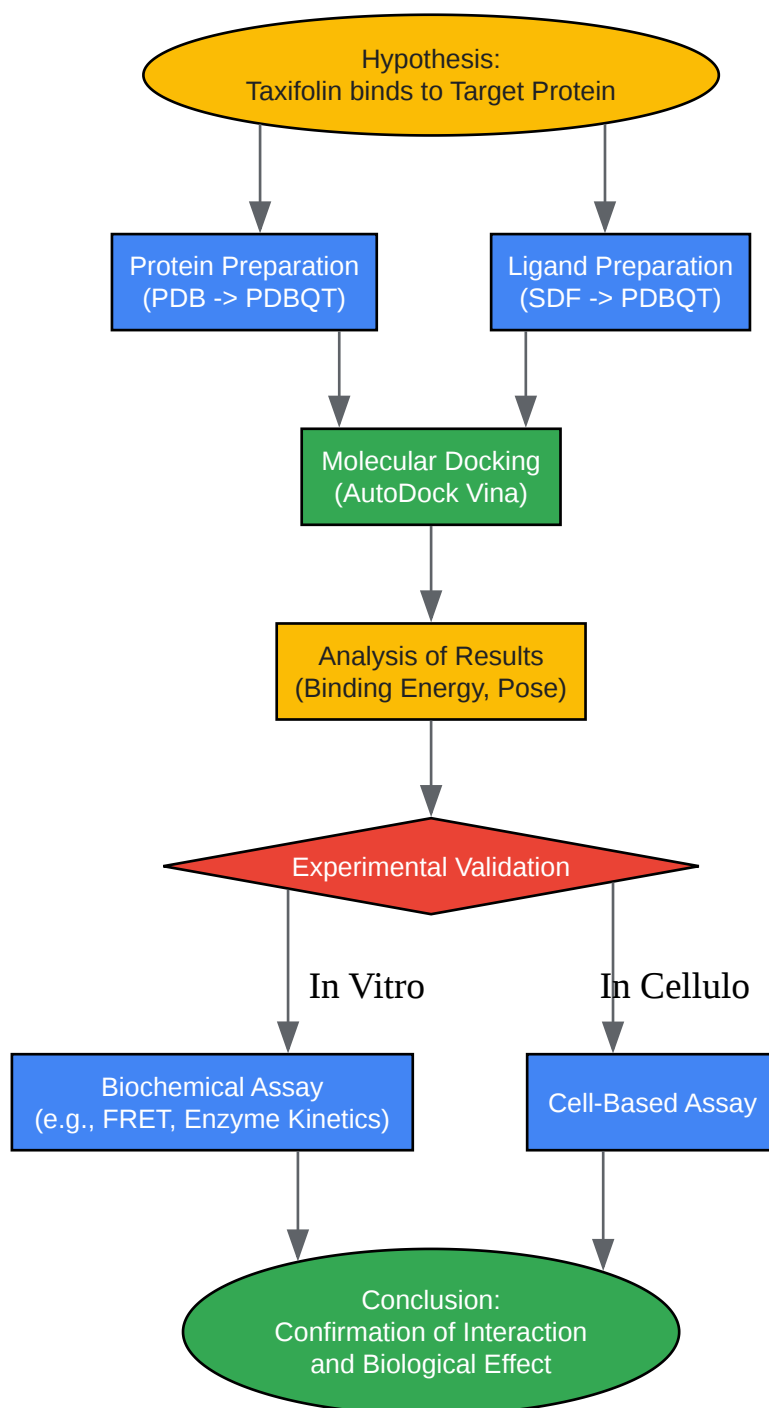 Hypothesis:
Taxifolin binds to Target Protein
Protein Preparation
(PDB -> PDBQT)
Ligand Preparation
(SDF -> PDBQT)
Molecular Docking
(AutoDock Vina)
Analysis of Results
(Binding Energy, Pose)
Experimental Validation
In Vitro
In Cellulo
Biochemical Assay
(e.g., FRET, Enzyme Kinetics)
Cell-Based Assay
Conclusion:
Confirmation of Interaction
and Biological Effect